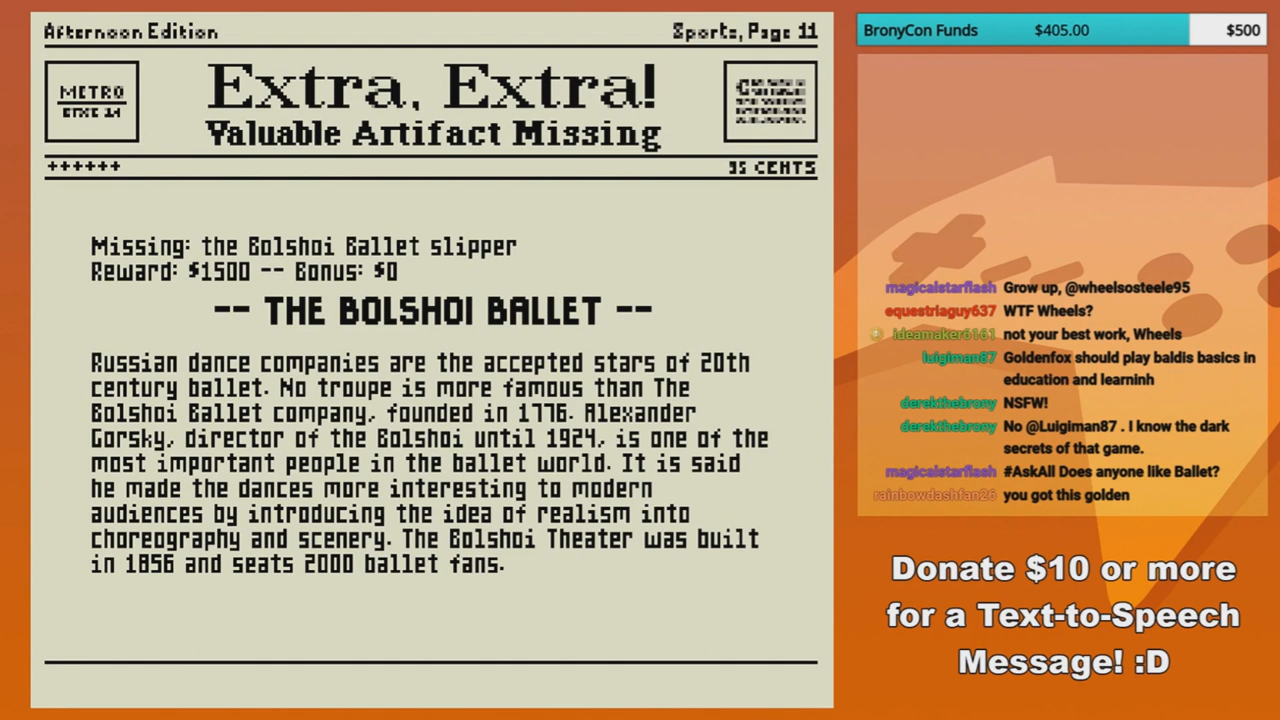 Afternoon Edition
Sports, Page 11
METRO
Extra, Extra!
Valuable Artifact Missing
++++++
35 CENTS
Missing: the Bolshoi Ballet slipper
Reward: $1500 -- Bonus: $0
-- THE BOLSHOI BALLET --
Russian dance companies are the accepted stars of 20th
century ballet. No troupe is more famous than The
Bolshoi Ballet company, founded in 1776. Alexander
Gorsky, director of the Bolshoi until 1924, is one of the
most important people in the ballet world. It is said
he made the dances more interesting to modern
audiences by introducing the idea of realism into
choreography and scenery. The Bolshoi Theater was built
in 1856 and seats 2000 ballet fans.
BronyCon Funds $405.00 $500
magicalstarflash Grow up, @wheelsosteele95
equestriaguy637 WTF Wheels?
ideamaker6161 not your best work, Wheels
luigiman87 Goldenfox should play baldis basics in
education and learninh
derekthebrony NSFW!
derekthebrony No @Luigiman87 . I know the dark
secrets of that game.
magicalstarflash #AskAll Does anyone like Ballet?
rainbowdashfan26 you got this golden
Donate $10 or more
for a Text-to-Speech
Message! :D